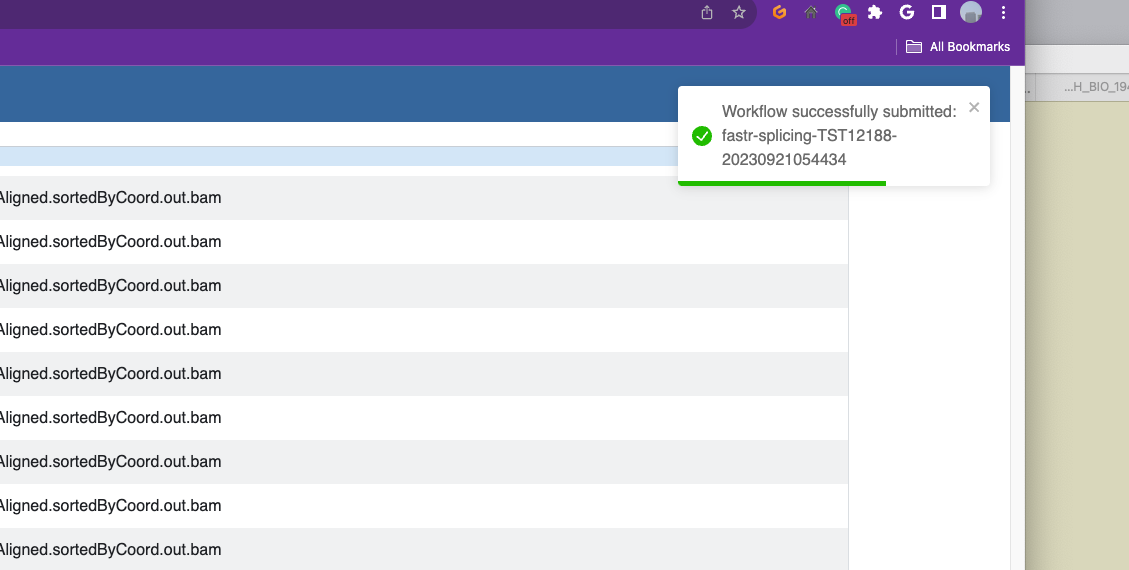 off
All Bookmarks
...H_BIO_194
Workflow successfully submitted:
fastr-splicing-TST12188-
20230921054434
Aligned.sortedByCoord.out.bam
Aligned.sortedByCoord.out.bam
Aligned.sortedByCoord.out.bam
Aligned.sortedByCoord.out.bam
Aligned.sortedByCoord.out.bam
Aligned.sortedByCoord.out.bam
Aligned.sortedByCoord.out.bam
Aligned.sortedByCoord.out.bam
Aligned.sortedByCoord.out.bam